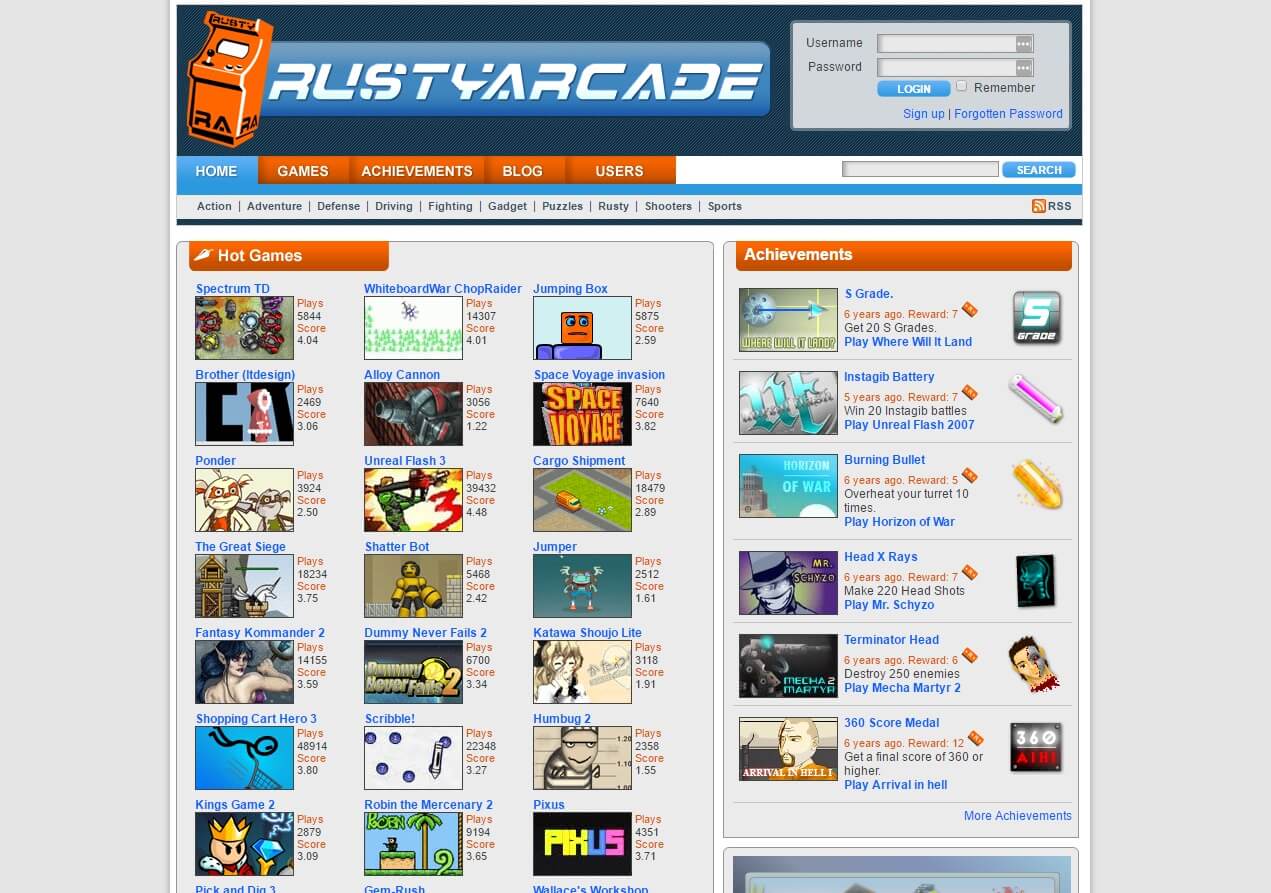 RUSTY
RUSTYARCADE
RA RA
Username
Password
LOGIN
Remember
Sign up | Forgotten Password
HOME GAMES ACHIEVEMENTS BLOG USERS
SEARCH
Action | Adventure | Defense | Driving | Fighting | Gadget | Puzzles | Rusty | Shooters | Sports
RSS
Hot Games
Spectrum TD
Plays
5844
Score
4.04
WhiteboardWar ChopRaider
Plays
14307
Score
4.01
Jumping Box
Plays
5875
Score
2.59
Brother (ltdesign)
Plays
2469
Score
3.06
Alloy Cannon
Plays
3056
Score
1.22
Space Voyage invasion
SPACE
VOYAGE
Plays
7640
Score
3.82
Ponder
Plays
3924
Score
2.50
Unreal Flash 3
3
Plays
39432
Score
4.48
Cargo Shipment
Plays
18479
Score
2.89
The Great Siege
Plays
18234
Score
3.75
Shatter Bot
Plays
5468
Score
2.42
Jumper
Plays
2512
Score
1.61
Fantasy Kommander 2
Plays
14155
Score
3.59
Dummy Never Fails 2
Dummy
Never Fails 2
Plays
6700
Score
3.34
Katawa Shoujo Lite
Plays
3118
Score
1.91
Shopping Cart Hero 3
Plays
48914
Score
3.80
Scribble!
Plays
22348
Score
3.27
Humbug 2
1.20
1.10
1.00
Plays
2358
Score
1.55
Kings Game 2
Plays
2879
Score
3.09
Robin the Mercenary 2
2
Plays
9194
Score
3.65
Pixus
PIXUS
Plays
4351
Score
3.71
Pick and Dig 3
Gem-Rush
Wallace's Workshop
Achievements
WHERE WILL IT LAND?
S Grade.
6 years ago. Reward: 7
Get 20 S Grades.
Play Where Will It Land
S
GRADE
Instagib Battery
5 years ago. Reward: 7
Win 20 Instagib battles
Play Unreal Flash 2007
HORIZON
OF WAR
Burning Bullet
6 years ago. Reward: 5
Overheat your turret 10
times.
Play Horizon of War
MR.
SCHYZO
Head X Rays
6 years ago. Reward: 7
Make 220 Head Shots
Play Mr. Schyzo
MECHA 2
MARTYR
Terminator Head
6 years ago. Reward: 6
Destroy 250 enemies
Play Mecha Martyr 2
ARRIVAL IN HELL 1
360 Score Medal
6 years ago. Reward: 12
Get a final score of 360 or
higher.
Play Arrival in hell
360
AIH!
More Achievements